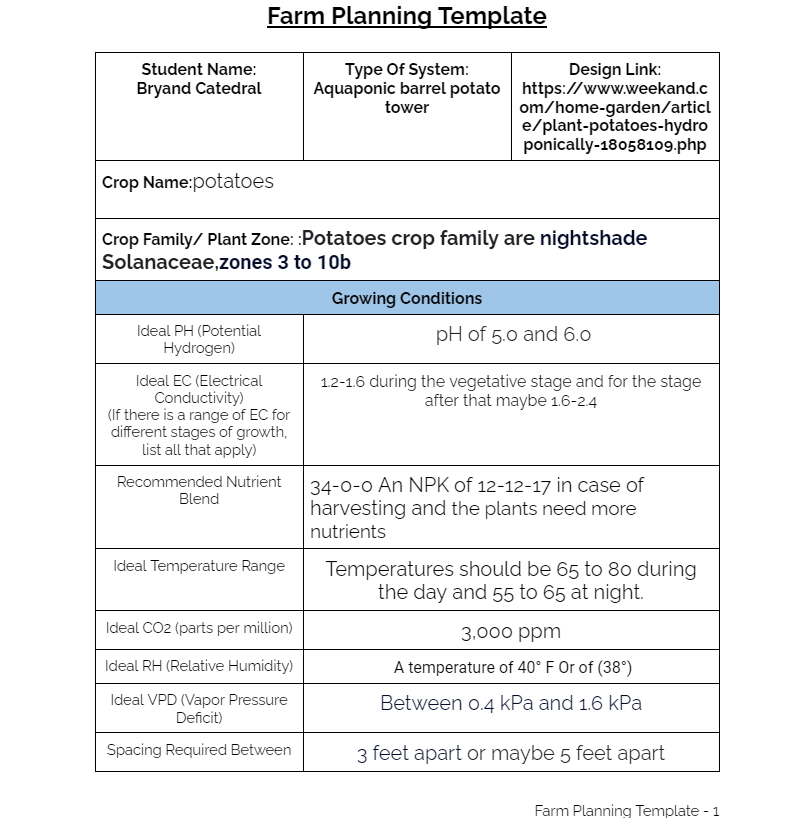 Farm Planning Template
Student Name:
Bryand Catedral
Type Of System:
Aquaponic barrel potato
tower
Design Link:
https://www.weekand.c
om/home-garden/articl
e/plant-potatoes-hydro
ponically-18058109.php
Crop Name:potatoes
Crop Family/ Plant Zone: :Potatoes crop family are nightshade
Solanaceae,zones 3 to 10b
Growing Conditions
Ideal PH (Potential
Hydrogen)
pH of 5.0 and 6.0
Ideal EC (Electrical
Conductivity)
(If there is a range of EC for
different stages of growth,
list all that apply)
1.2-1.6 during the vegetative stage and for the stage
after that maybe 1.6-2.4
Recommended Nutrient
Blend
34-0-0 An NPK of 12-12-17 in case of
harvesting and the plants need more
nutrients
Ideal Temperature Range
Temperatures should be 65 to 80 during
the day and 55 to 65 at night.
Ideal CO2 (parts per million)
3,000 ppm
Ideal RH (Relative Humidity)
A temperature of 40° F Or of (38°)
Ideal VPD (Vapor Pressure
Deficit)
Between 0.4 kPa and 1.6 kPa
Spacing Required Between
3 feet apart or maybe 5 feet apart
Farm Planning Template - 1